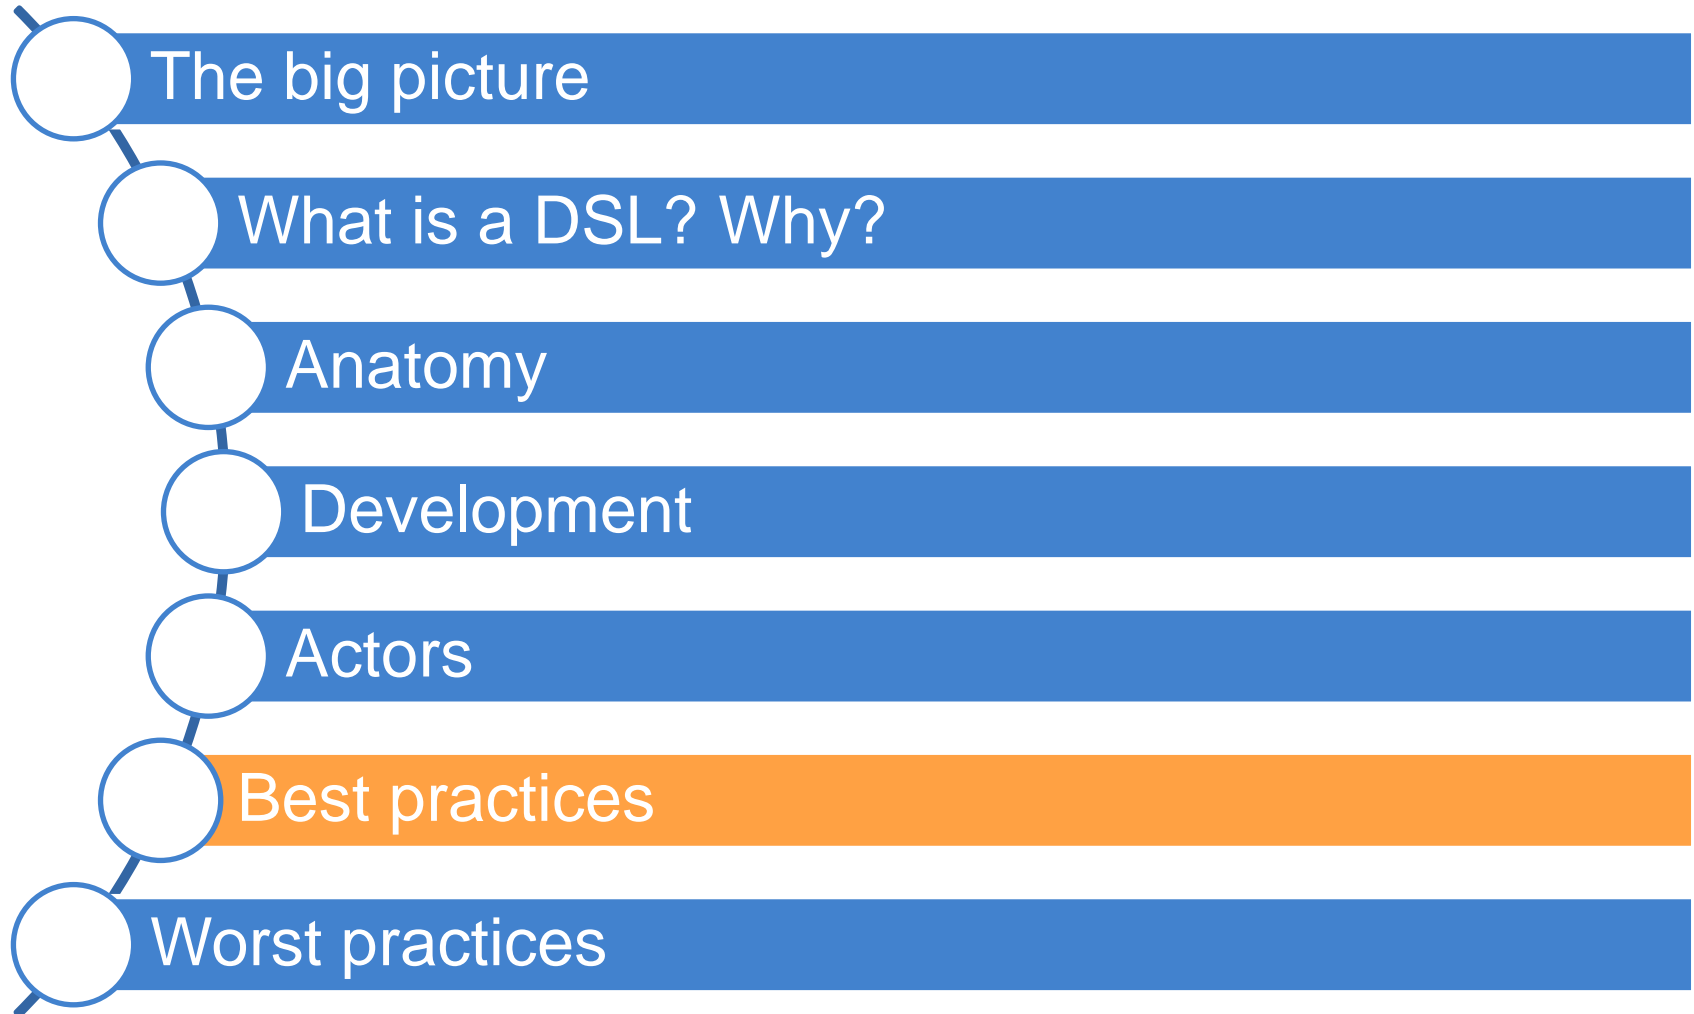 The big picture
What is a DSL? Why?
Anatomy
Development
Actors
Best practices
Worst practices